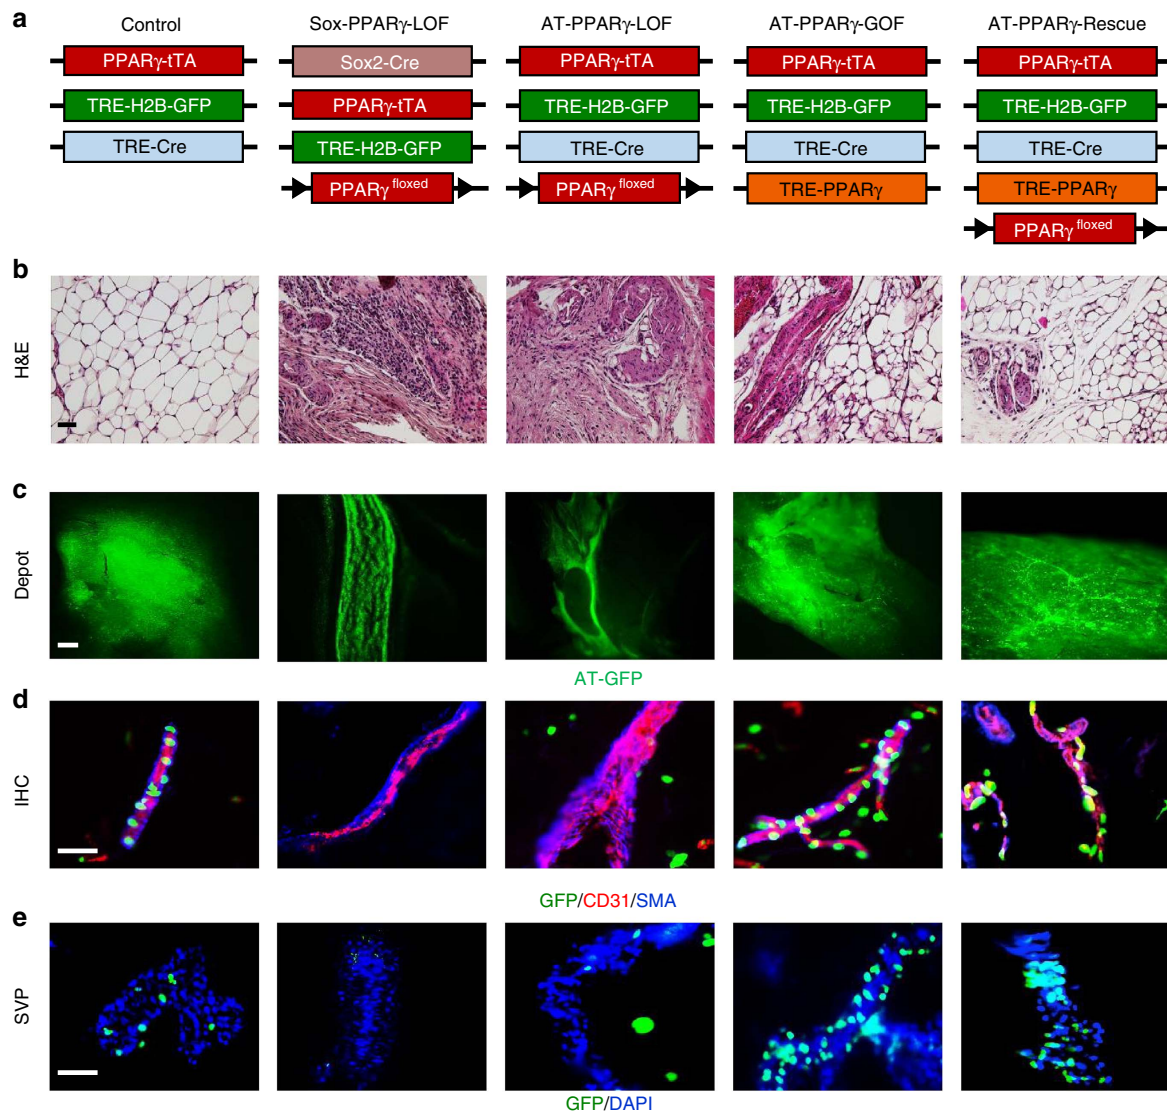 a
Control
Sox-PPARγ-LOF
AT-PPARγ-LOF
AT-PPARγ-GOF
AT-PPARγ-Rescue
PPARγ-tTA
Sox2-Cre
PPARγ-tTA
PPARγ-tTA
PPARγ-tTA
TRE-H2B-GFP
PPARγ-tTA
TRE-H2B-GFP
TRE-H2B-GFP
TRE-H2B-GFP
TRE-Cre
TRE-H2B-GFP
TRE-Cre
TRE-Cre
TRE-Cre
PPARγ floxed
PPARγ floxed
TRE-PPARγ
TRE-PPARγ
PPARγ floxed
b
H&E
c
Depot
AT-GFP
d
IHC
GFP/CD31/SMA
e
SVP
GFP/DAPI